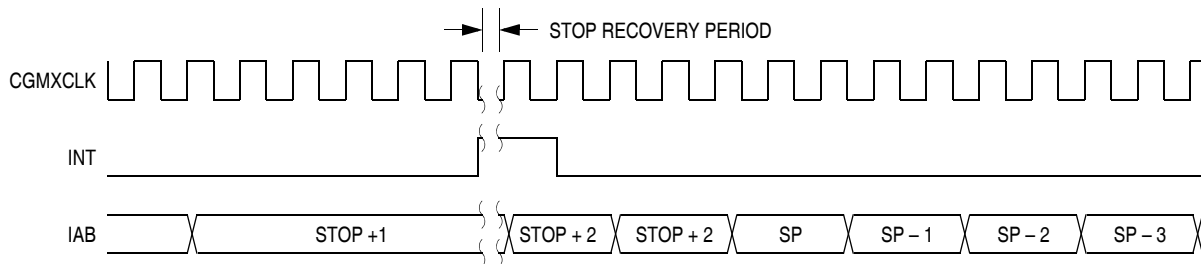 STOP RECOVERY PERIOD
CGMXCLK
INT
IAB
STOP +1
STOP + 2
STOP + 2
SP
SP – 1
SP – 2
SP – 3